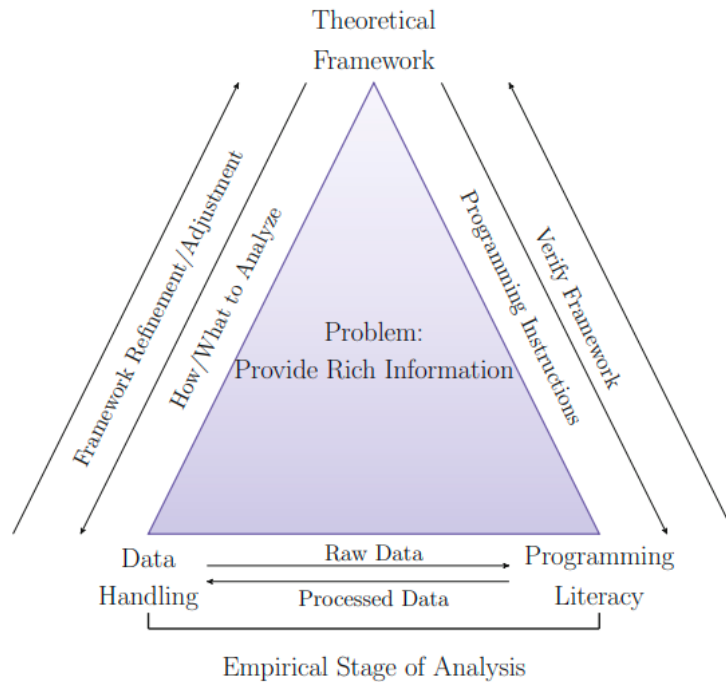 Theoretical
Framework
Framework Refinement/Adjustment
How/What to Analyze
Programming Instructions
Verify Framework
Problem:
Provide Rich Information
Data
Handling
Raw Data
Processed Data
Programming
Literacy
Empirical Stage of Analysis